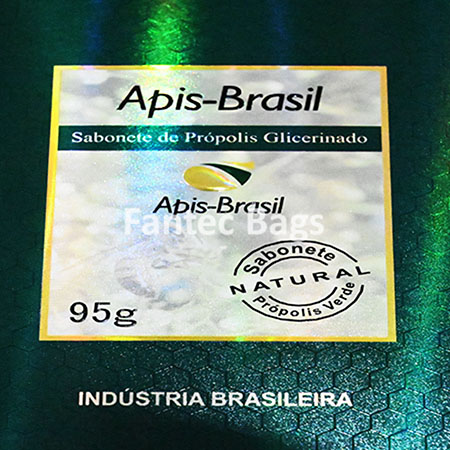 Apis-Brasil
Sabonete de Própolis Glicerinado
Apis-Brasil
Fantec Bags
Sabonete
NATURAL
Própolis Verde
95g
INDÚSTRIA BRASILEIRA